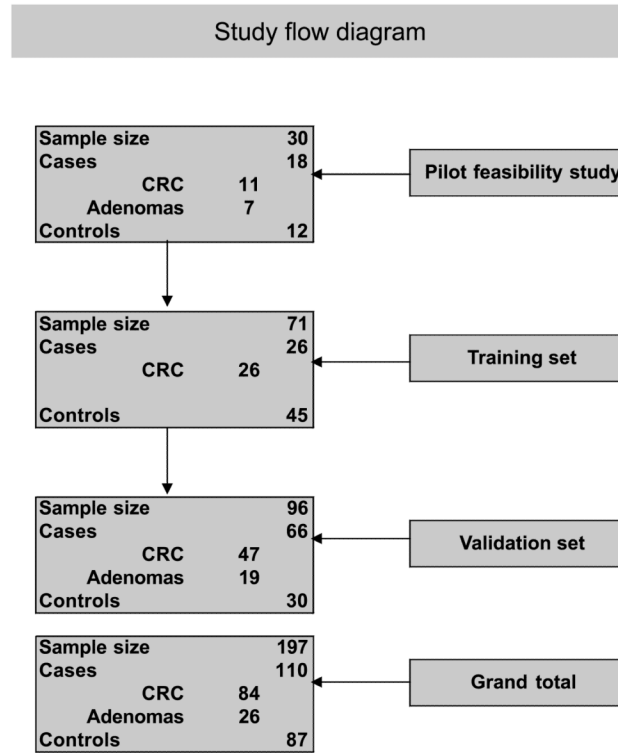 Study flow diagram
Sample size 30
Cases 18
CRC 11
Adenomas 7
Controls 12
Pilot feasibility study
Sample size 71
Cases 26
CRC 26
Controls 45
Training set
Sample size 96
Cases 66
CRC 47
Adenomas 19
Controls 30
Validation set
Sample size 197
Cases 110
CRC 84
Adenomas 26
Controls 87
Grand total